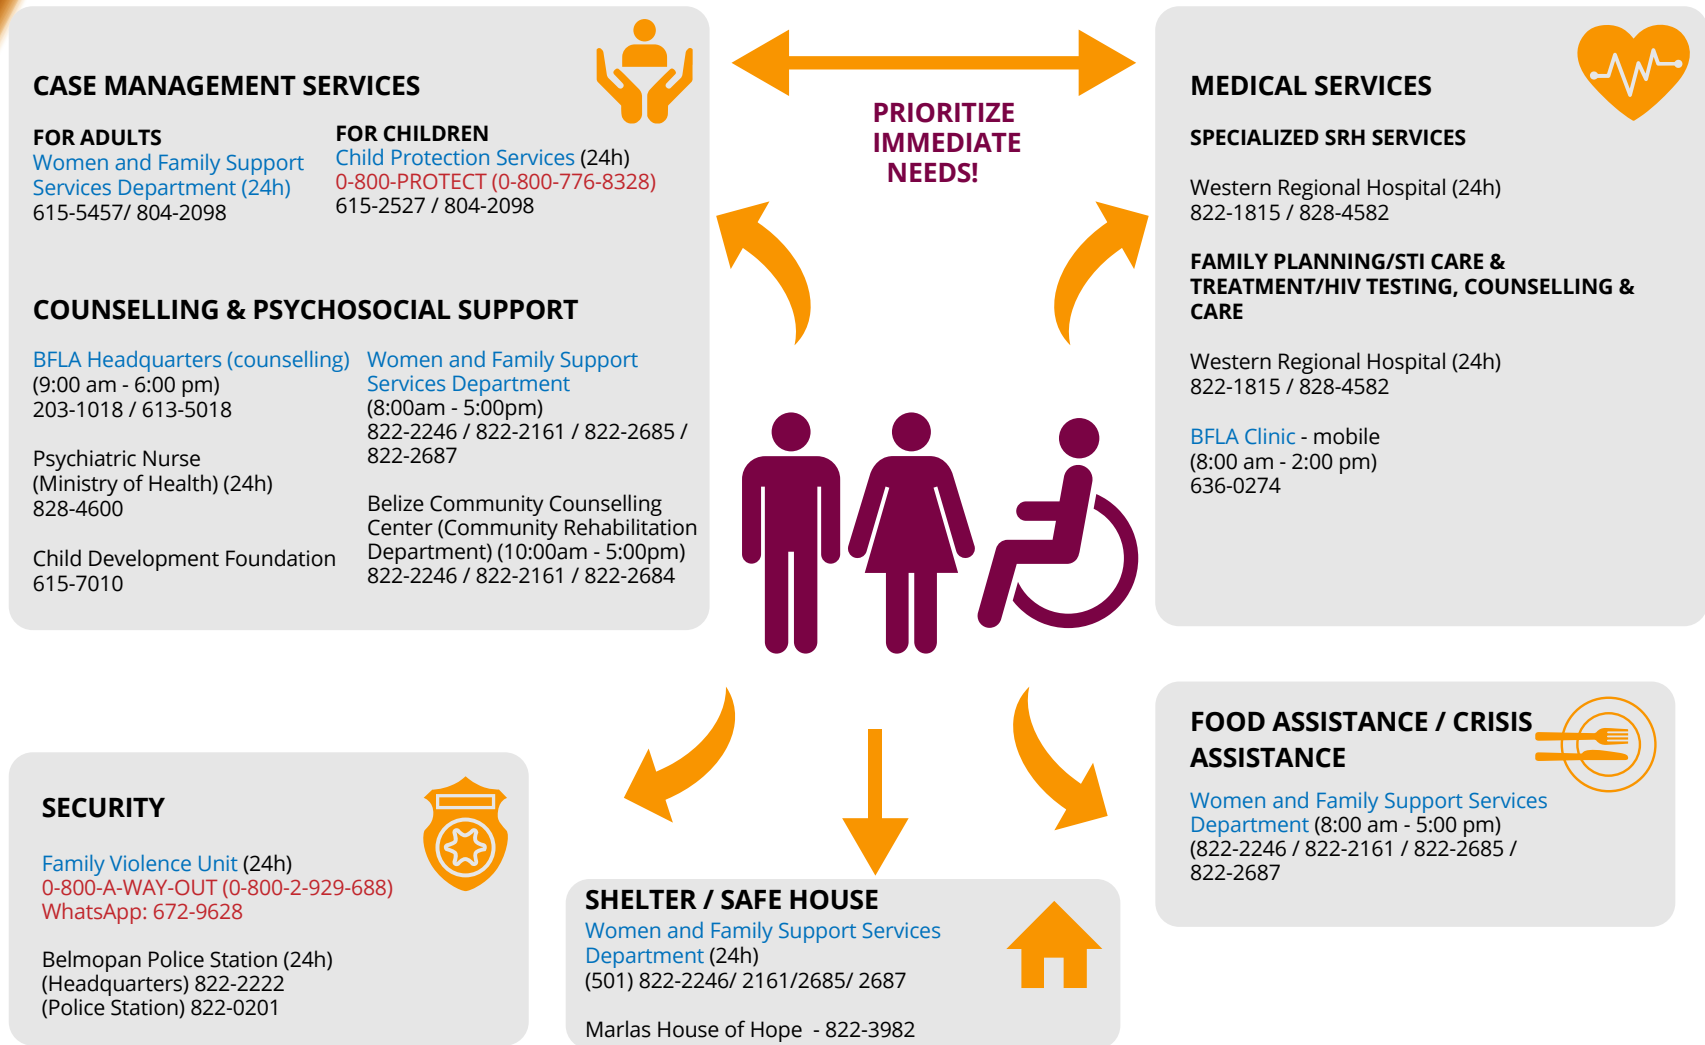 CASE MANAGEMENT SERVICES
FOR ADULTS
Women and Family Support
Services Department (24h)
615-5457/ 804-2098
FOR CHILDREN
Child Protection Services (24h)
0-800-PROTECT (0-800-776-8328)
615-2527 / 804-2098
COUNSELLING & PSYCHOSOCIAL SUPPORT
BFLA Headquarters (counselling)
(9:00 am - 6:00 pm)
203-1018 / 613-5018
Psychiatric Nurse
(Ministry of Health) (24h)
828-4600
Child Development Foundation
615-7010
Women and Family Support
Services Department
(8:00am - 5:00pm)
822-2246 / 822-2161 / 822-2685 /
822-2687
Belize Community Counselling
Center (Community Rehabilitation
Department) (10:00am - 5:00pm)
822-2246 / 822-2161 / 822-2684
PRIORITIZE
IMMEDIATE
NEEDS!
MEDICAL SERVICES
SPECIALIZED SRH SERVICES
Western Regional Hospital (24h)
822-1815 / 828-4582
FAMILY PLANNING/STI CARE &
TREATMENT/HIV TESTING, COUNSELLING &
CARE
Western Regional Hospital (24h)
822-1815 / 828-4582
BFLA Clinic - mobile
(8:00 am - 2:00 pm)
636-0274
SECURITY
Family Violence Unit (24h)
0-800-A-WAY-OUT (0-800-2-929-688)
WhatsApp: 672-9628
Belmopan Police Station (24h)
(Headquarters) 822-2222
(Police Station) 822-0201
SHELTER / SAFE HOUSE
Women and Family Support Services
Department (24h)
(501) 822-2246/ 2161/2685/ 2687
Marlas House of Hope - 822-3982
FOOD ASSISTANCE / CRISIS
ASSISTANCE
Women and Family Support Services
Department (8:00 am - 5:00 pm)
(822-2246 / 822-2161 / 822-2685 /
822-2687